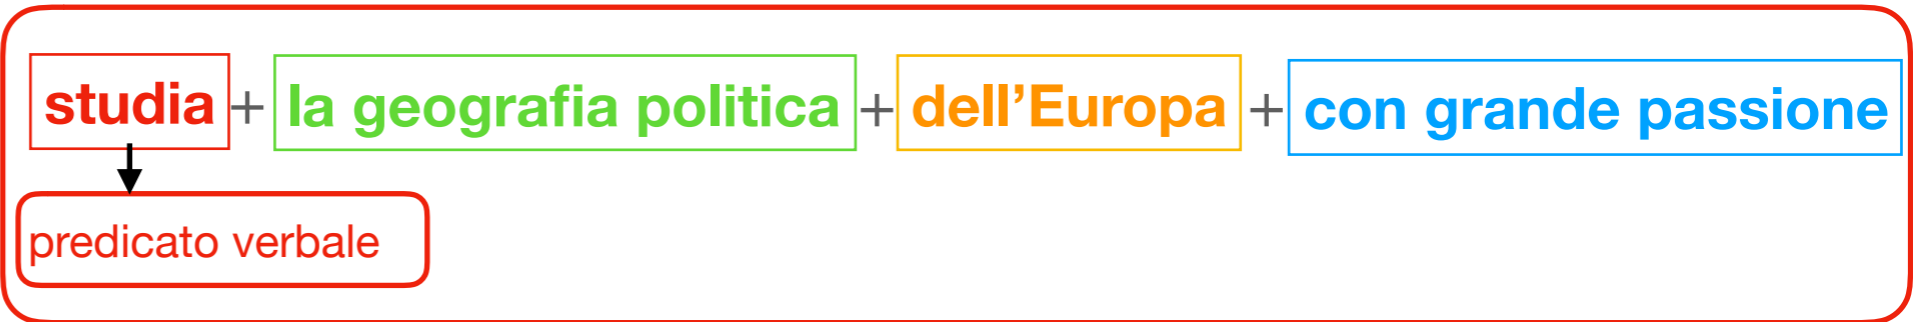 studia + la geografia politica + dell’Europa + con grande passione
predicato verbale